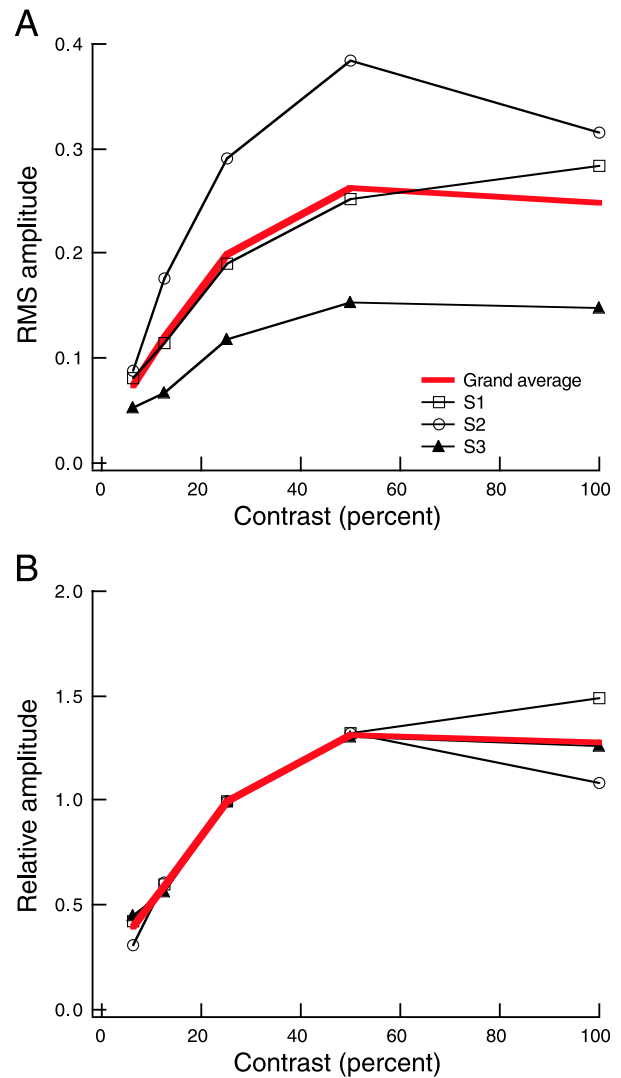 A
0.4
0.3
0.2
0.1
0.0
RMS amplitude
Grand average
S1
S2
S3
0 20 40 60 80 100
Contrast (percent)
B
2.0
1.5
1.0
0.5
0.0
Relative amplitude
0 20 40 60 80 100
Contrast (percent)